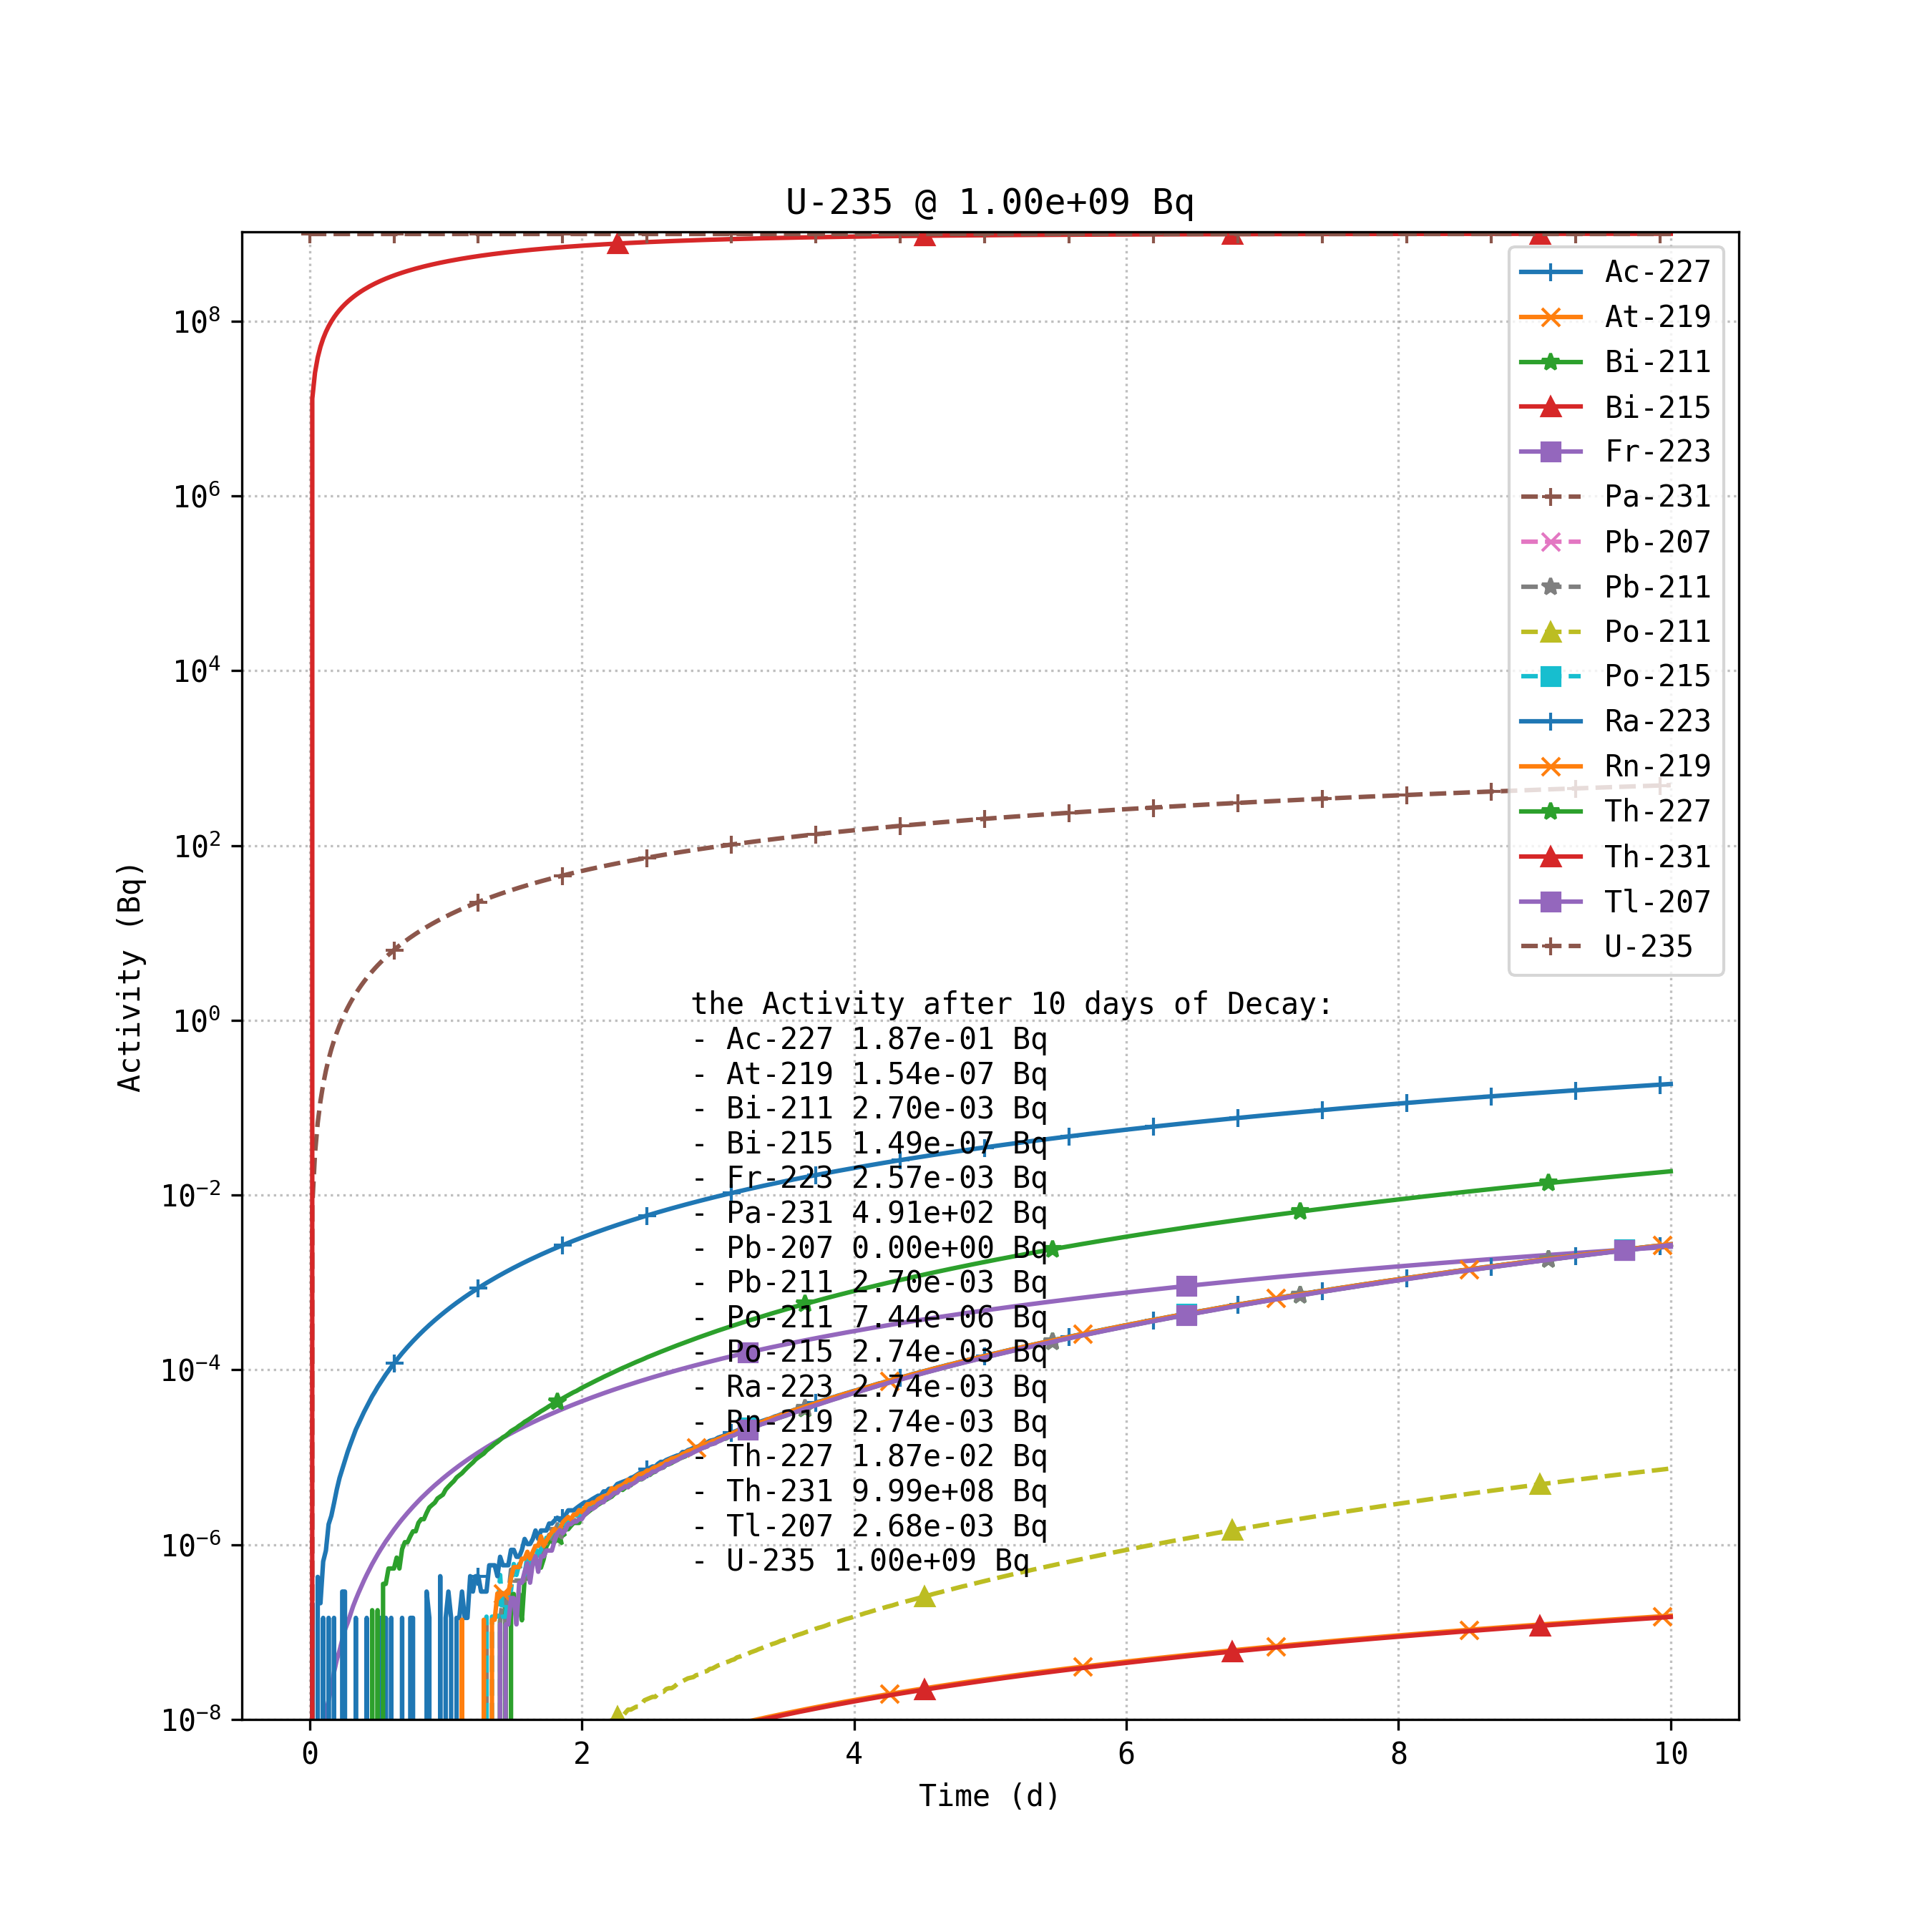 U-235 @ 1.00e+09 Bq
Activity (Bq)
10⁸
10⁶
10⁴
10²
10⁰
10⁻²
10⁻⁴
10⁻⁶
10⁻⁸
Ac-227
At-219
Bi-211
Bi-215
Fr-223
Pa-231
Pb-207
Pb-211
Po-211
Po-215
Ra-223
Rn-219
Th-227
Th-231
Tl-207
U-235
the Activity after 10 days of Decay:
- Ac-227 1.87e-01 Bq
- At-219 1.54e-07 Bq
- Bi-211 2.70e-03 Bq
- Bi-215 1.49e-07 Bq
- Fr-223 2.57e-03 Bq
- Pa-231 4.91e+02 Bq
- Pb-207 0.00e+00 Bq
- Pb-211 2.70e-03 Bq
- Po-211 7.44e-06 Bq
- Po-215 2.74e-03 Bq
- Ra-223 2.74e-03 Bq
- Rn-219 2.74e-03 Bq
- Th-227 1.87e-02 Bq
- Th-231 9.99e+08 Bq
- Tl-207 2.68e-03 Bq
- U-235 1.00e+09 Bq
0 2 4 6 8 10
Time (d)